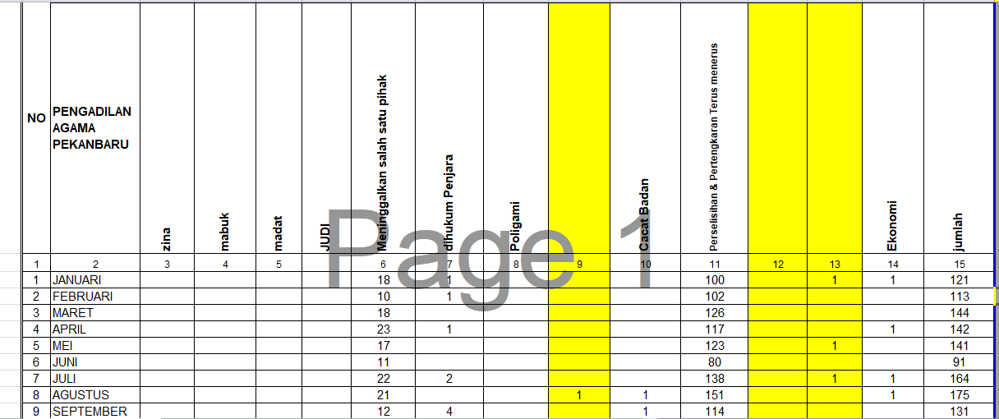 NO PENGADILAN AGAMA PEKANBARU zina mabuk madat JUDI Meninggalkan salah satu pihak dihukum Penjara Poligami Cacat Badan Perselisihan & Pertengkaran Terus menerus Ekonomi jumlah
1 2 3 4 5 6 7 8 9 10 11 12 13 14 15
1 JANUARI 18 1 100 1 1 121
2 FEBRUARI 10 1 102 113
3 MARET 18 126 144
4 APRIL 23 1 117 1 142
5 MEI 17 123 1 141
6 JUNI 11 80 91
7 JULI 22 2 138 1 1 164
8 AGUSTUS 21 1 1 151 1 175
9 SEPTEMBER 12 4 1 114 131
Page 1